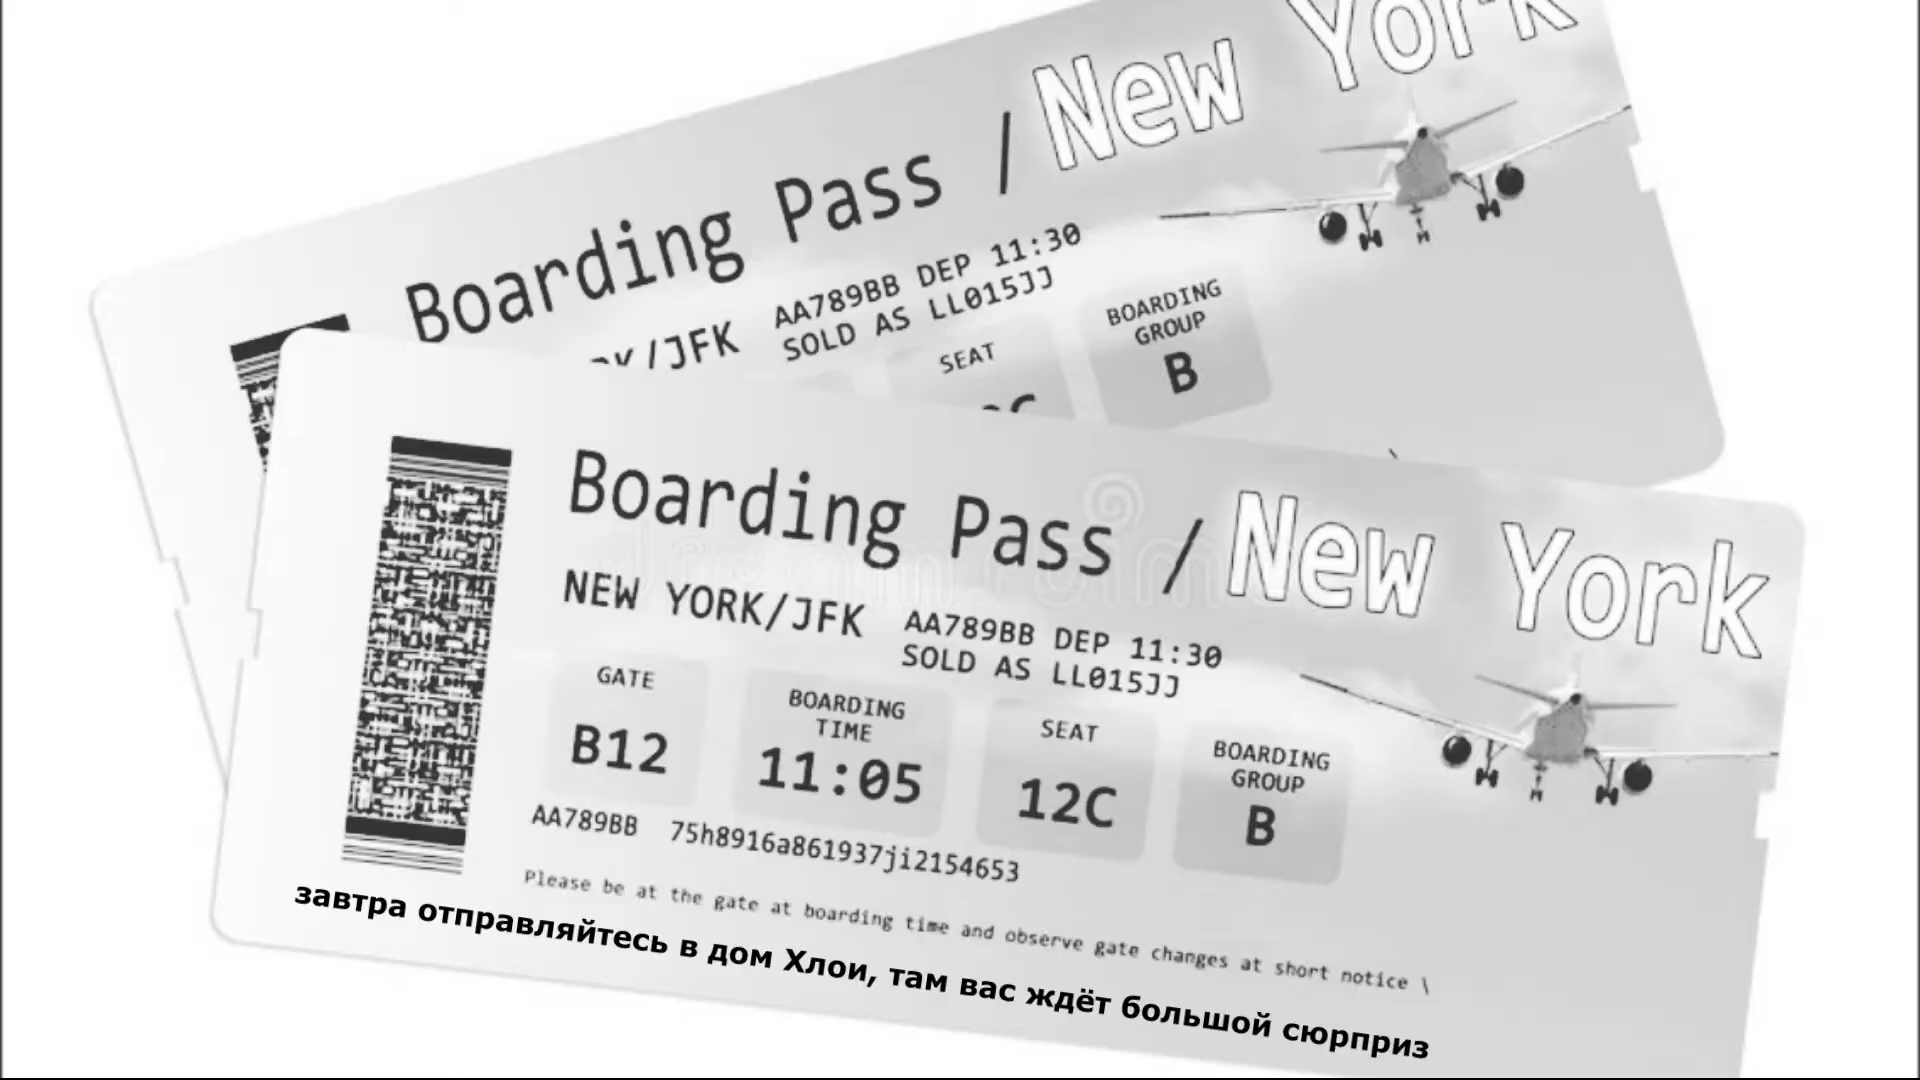 Boarding Pass / New York
AA789BB DEP 11:30
/JFK SOLD AS LL015JJ
SEAT
BOARDING
GROUP
B
Boarding Pass / New York
NEW YORK/JFK
AA789BB DEP 11:30
SOLD AS LL015JJ
GATE
B12
BOARDING
TIME
11:05
SEAT
12C
BOARDING
GROUP
B
AA789BB 75h8916a861937ji2154653
Please be at the gate at boarding time and observe gate changes at short notice \
завтра отправляйтесь в дом Хлои, там вас ждёт большой сюрприз